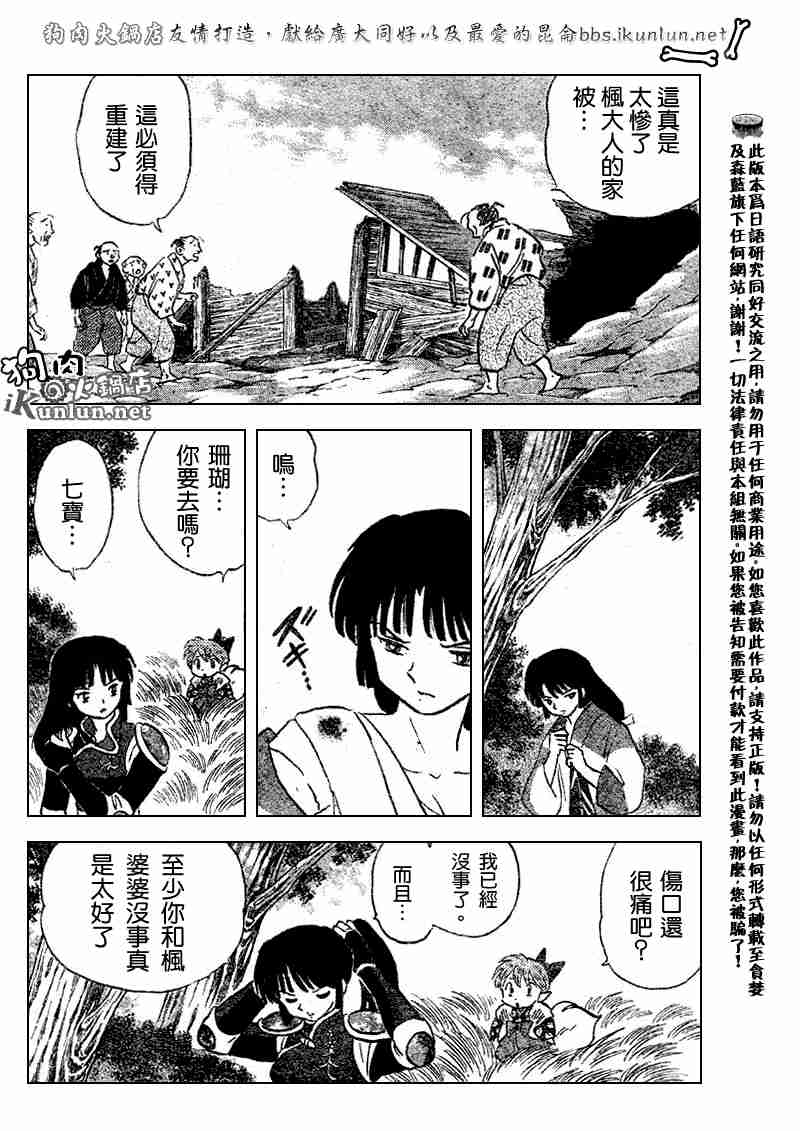 狗肉火鍋店友情打造，獻給廣大同好以及最愛的昆侖bbs.ikunlun.net
這真是
太慘了
楓大人的家
被…
這必須得
重建了
狗肉
火鍋店
iKunlun.net
嗚…
ズキ…
珊瑚…
你要去嗎？
七寶…
傷口還
很痛吧？
我已經
沒事了。
而且…
至少你和楓
婆婆沒事真
是太好了
此版本爲日語研究同好交流之用，請勿用于任何商業用途。如您喜歡此作品，請支持正版！請勿以任何形式轉載至貪婪
及森藍旗下任何網站，謝謝！一切法律責任與本組無關。如果您被告知需要付款才能看到此漫畫，那麼，您被騙了！